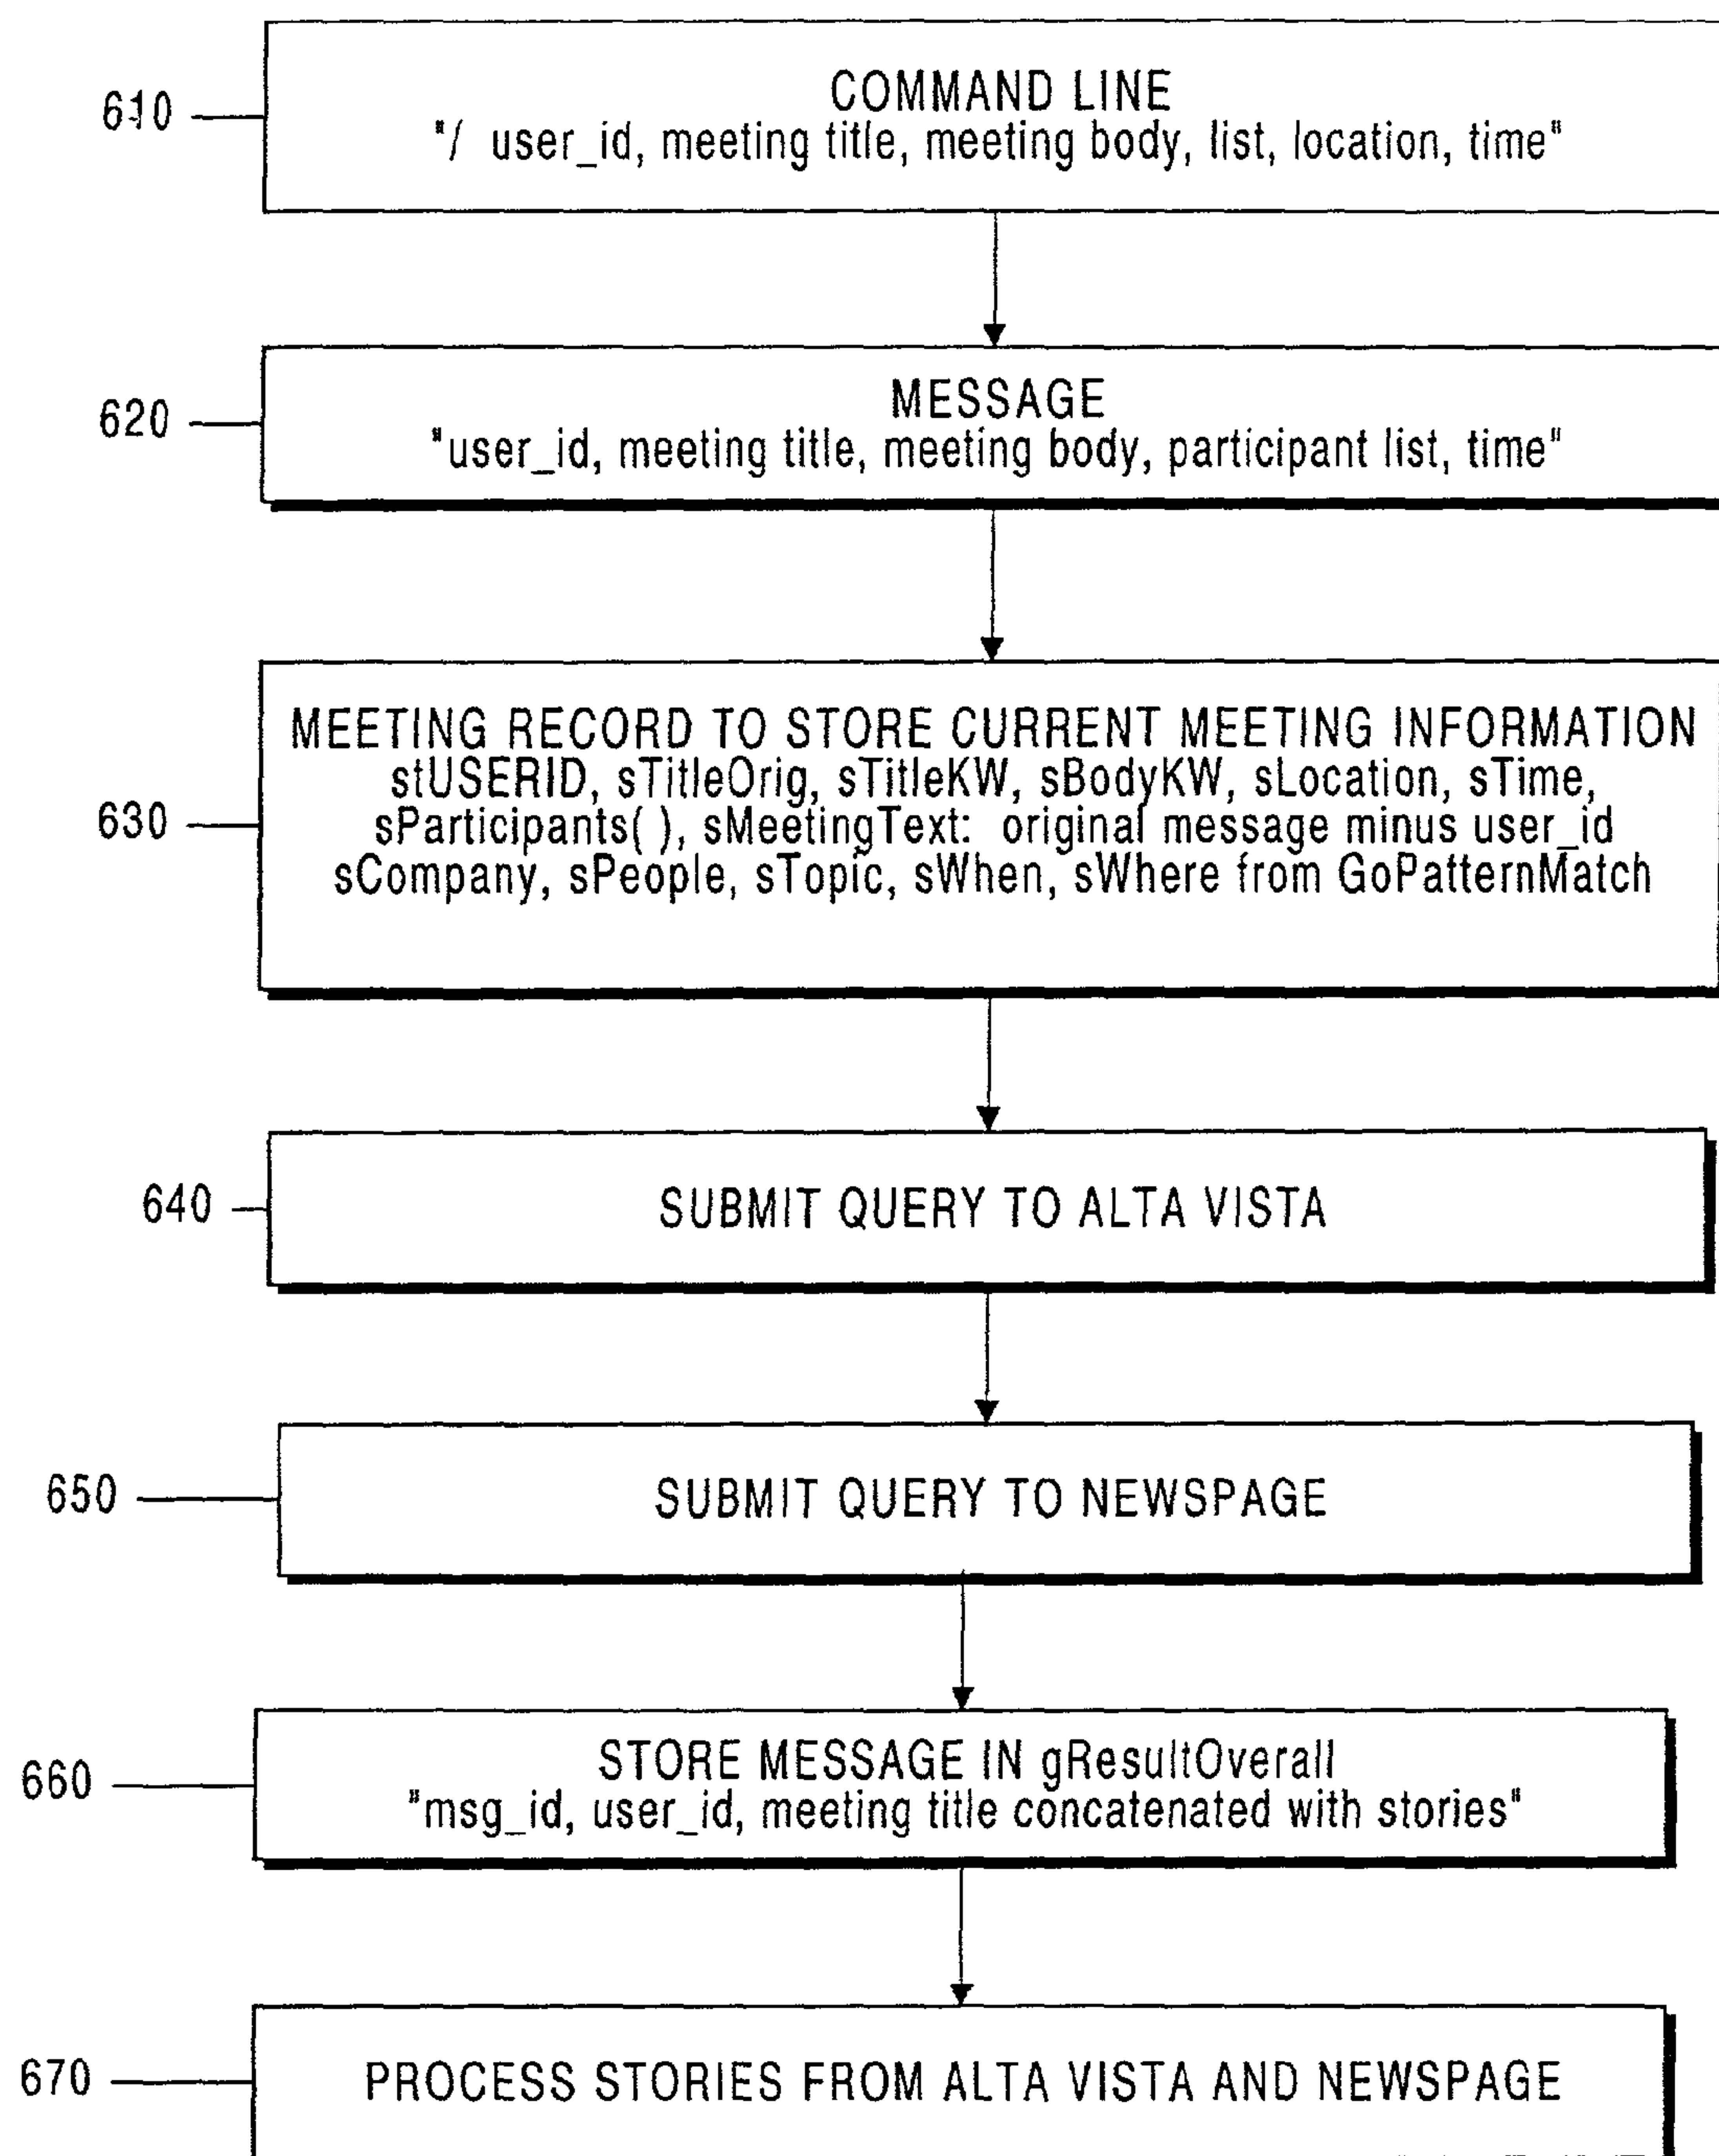 610
COMMAND LINE
"/ user_id, meeting title, meeting body, list, location, time"
620
MESSAGE
"user_id, meeting title, meeting body, participant list, time"
630
MEETING RECORD TO STORE CURRENT MEETING INFORMATION
stUSERID, sTitleOrig, sTitleKW, sBodyKW, sLocation, sTime,
sParticipants( ), sMeetingText: original message minus user_id
sCompany, sPeople, sTopic, sWhen, sWhere from GoPatternMatch
640
SUBMIT QUERY TO ALTA VISTA
650
SUBMIT QUERY TO NEWSPAGE
660
STORE MESSAGE IN gResultOverall
"msg_id, user_id, meeting title concatenated with stories"
670
PROCESS STORIES FROM ALTA VISTA AND NEWSPAGE